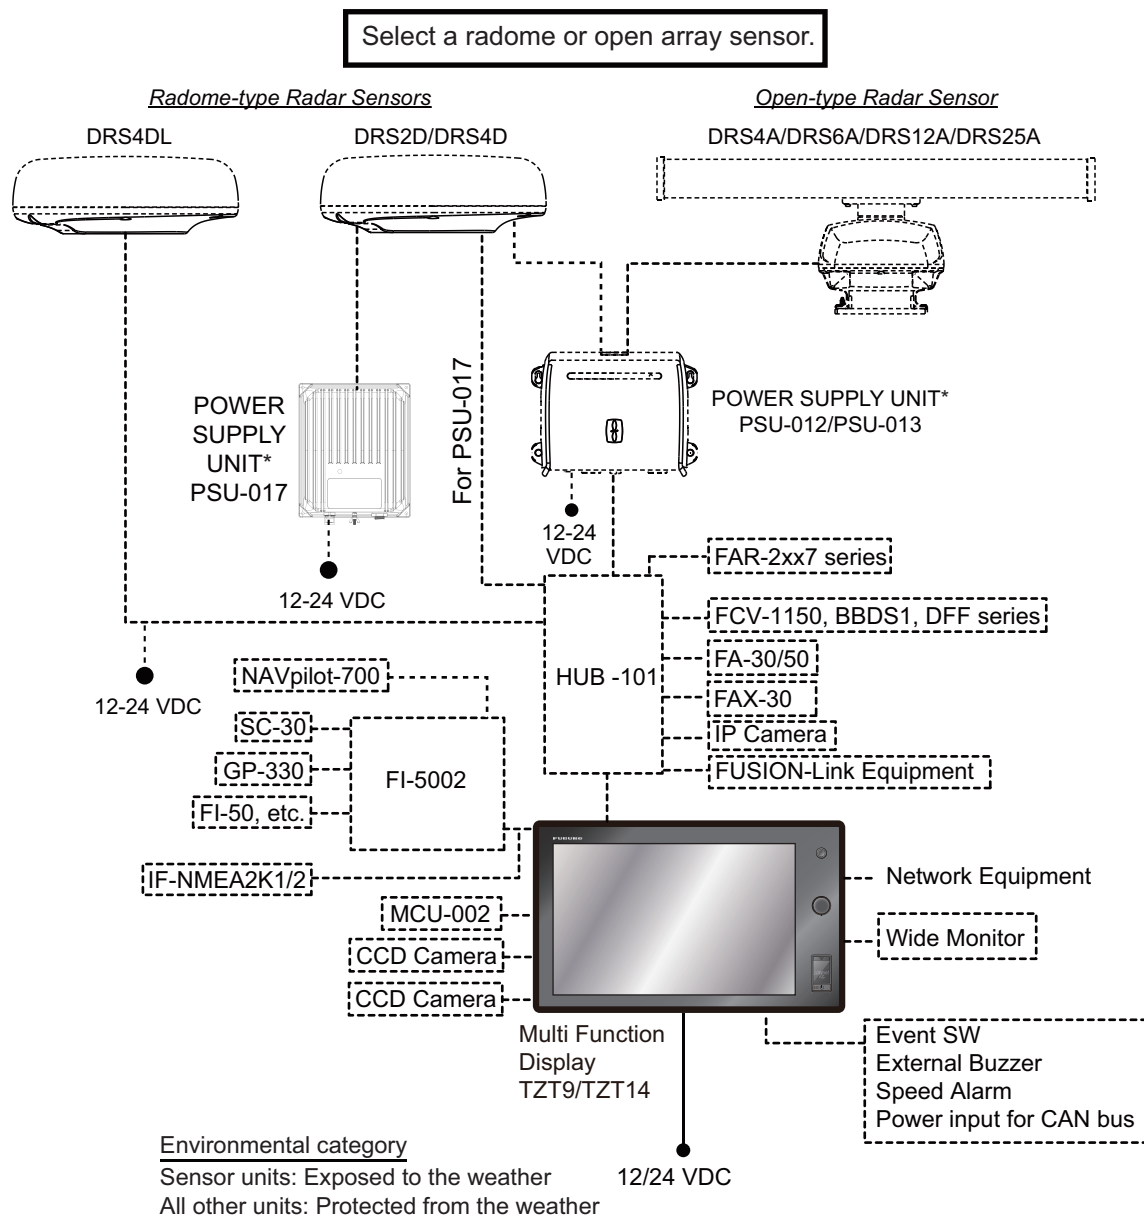 Select a radome or open array sensor.
Radome-type Radar Sensors
Open-type Radar Sensor
DRS4DL
DRS2D/DRS4D
DRS4A/DRS6A/DRS12A/DRS25A
POWER
SUPPLY
UNIT*
PSU-017
For PSU-017
POWER SUPPLY UNIT*
PSU-012/PSU-013
12-24
VDC
12-24 VDC
12-24 VDC
HUB -101
FAR-2xx7 series
FCV-1150, BBDS1, DFF series
FA-30/50
FAX-30
IP Camera
FUSION-Link Equipment
NAVpilot-700
SC-30
GP-330
FI-50, etc.
FI-5002
IF-NMEA2K1/2
MCU-002
CCD Camera
CCD Camera
FURUNO
Network Equipment
Wide Monitor
Multi Function
Display
TZT9/TZT14
Event SW
External Buzzer
Speed Alarm
Power input for CAN bus
12/24 VDC
Environmental category
Sensor units: Exposed to the weather
All other units: Protected from the weather